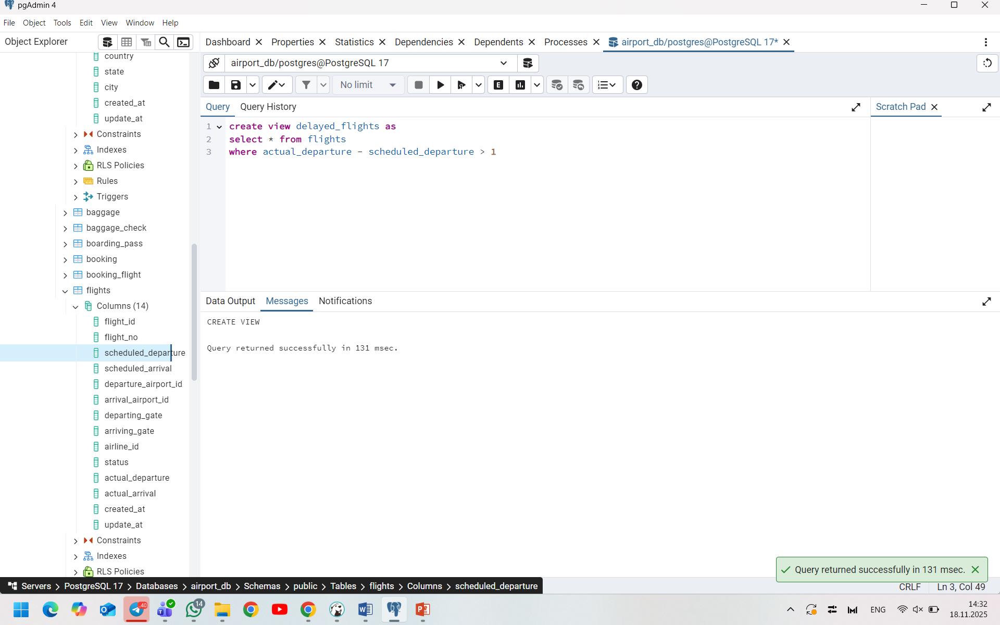 pgAdmin 4
File Object Tools Edit View Window Help
Object Explorer
Dashboard Properties Statistics Dependencies Dependents Processes airport_db/postgres@PostgreSQL 17*
country
state
city
created_at
update_at
Constraints
Indexes
RLS Policies
Rules
Triggers
baggage
baggage_check
boarding_pass
booking
booking_flight
flights
Columns (14)
flight_id
flight_no
scheduled_departure
scheduled_arrival
departure_airport_id
arrival_airport_id
departing_gate
arriving_gate
airline_id
status
actual_departure
actual_arrival
created_at
update_at
Constraints
Indexes
RLS Policies
airport_db/postgres@PostgreSQL 17
No limit
E
Query Query History
Scratch Pad
1 create view delayed_flights as
2 select * from flights
3 where actual_departure - scheduled_departure > 1
Data Output Messages Notifications
CREATE VIEW
Query returned successfully in 131 msec.
Query returned successfully in 131 msec.
Servers PostgreSQL 17 Databases airport_db Schemas public Tables flights Columns scheduled_departure
CRLF Ln 3, Col 49
14
ENG
14:32
18.11.2025